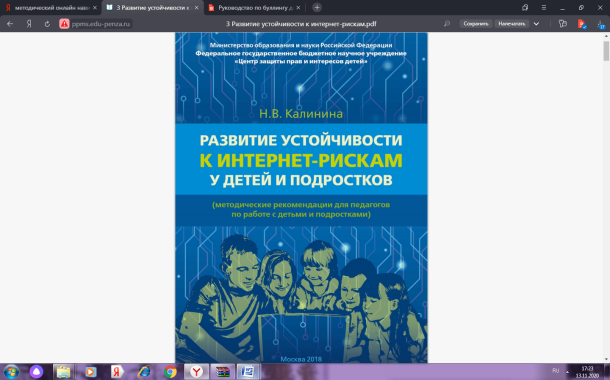 методический онлайн наво
3 Развитие устойчивости к
Руководство по буллингу д
ppms.edu-penza.ru
3 Развитие устойчивости к интернет-рискам.pdf
Сохранить
Напечатать
Министерство образования и науки Российской Федерации
Федеральное государственное бюджетное научное учреждение
«Центр защиты прав и интересов детей»
Н.В. Калинина
РАЗВИТИЕ УСТОЙЧИВОСТИ
К ИНТЕРНЕТ-РИСКАМ
У ДЕТЕЙ И ПОДРОСТКОВ
(методические рекомендации для педагогов
по работе с детьми и подростками)
Москва 2018
RU
17:23
13.11.2020